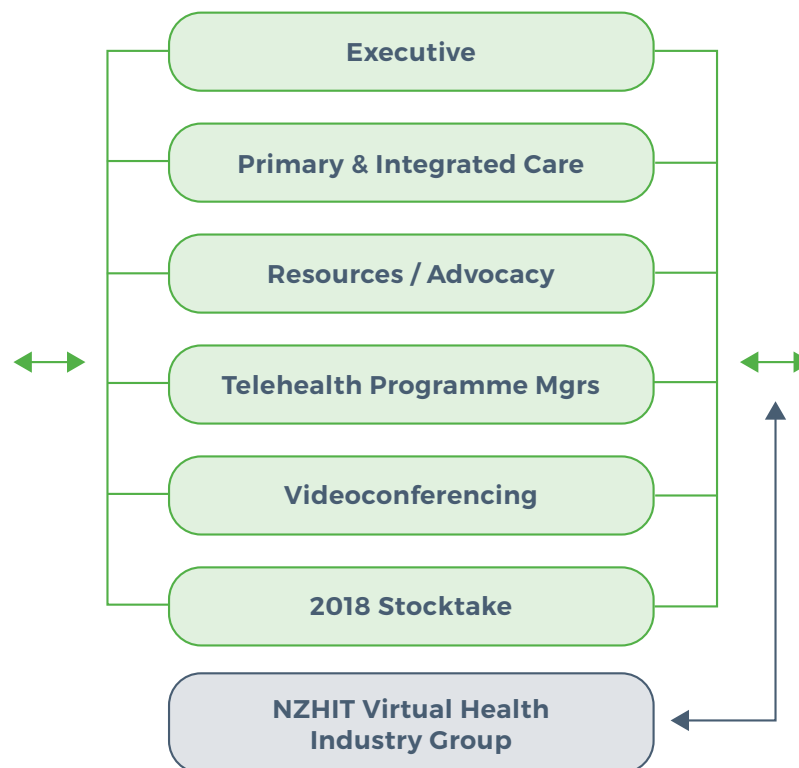 Executive
Primary & Integrated Care
Resources / Advocacy
Telehealth Programme Mgrs
Videoconferencing
2018 Stocktake
NZHIT Virtual Health
Industry Group